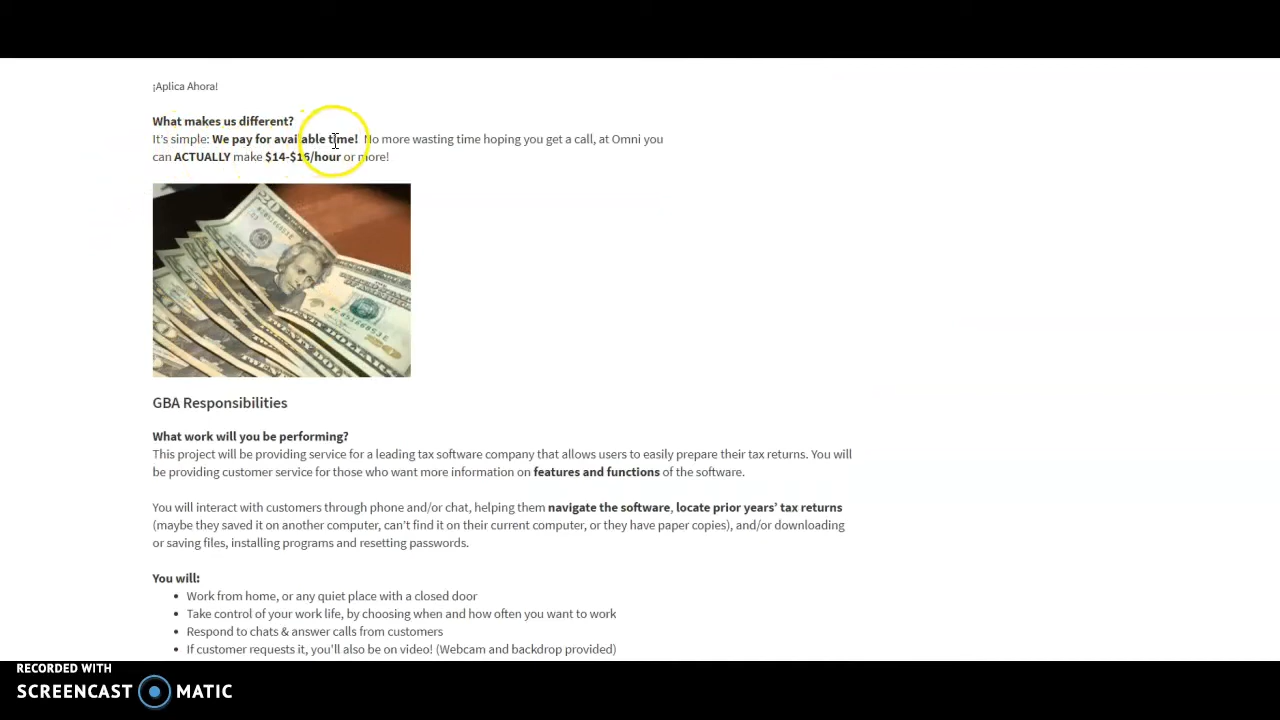 ¡Aplica Ahora!
What makes us different?
It's simple: We pay for available time! No more wasting time hoping you get a call, at Omni you
can ACTUALLY make $14-$16/hour or more!
GBA Responsibilities
What work will you be performing?
This project will be providing service for a leading tax software company that allows users to easily prepare their tax returns. You will
be providing customer service for those who want more information on features and functions of the software.
You will interact with customers through phone and/or chat, helping them navigate the software, locate prior years' tax returns
(maybe they saved it on another computer, can't find it on their current computer, or they have paper copies), and/or downloading
or saving files, installing programs and resetting passwords.
You will:
• Work from home, or any quiet place with a closed door
• Take control of your work life, by choosing when and how often you want to work
• Respond to chats & answer calls from customers
• If customer requests it, you'll also be on video! (Webcam and backdrop provided)
RECORDED WITH
SCREENCAST MATIC